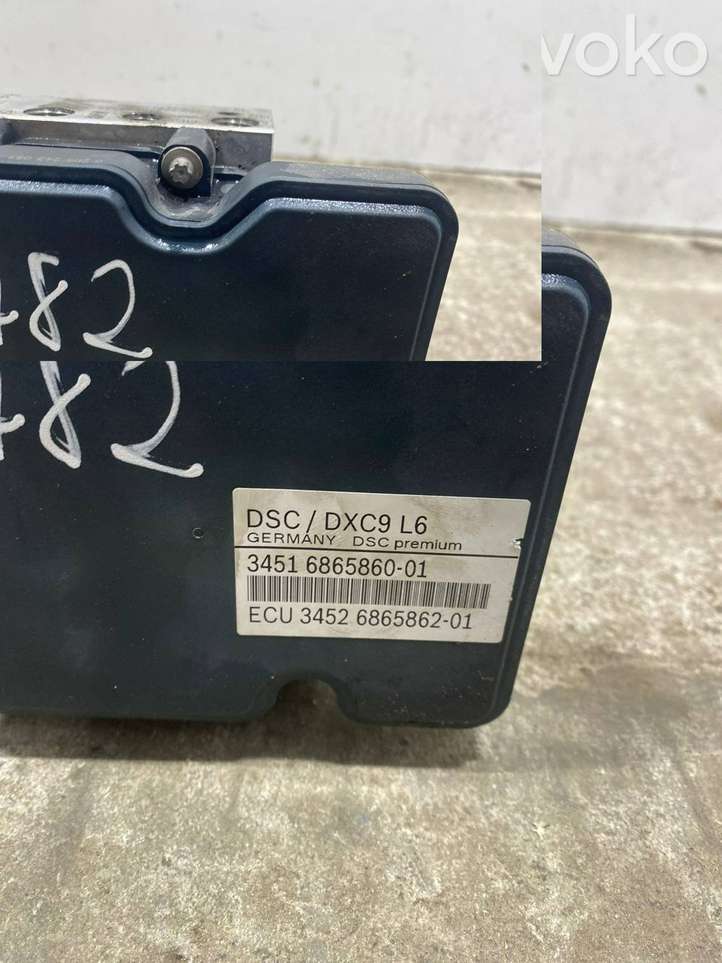 voko
482
482
DSC / DXC9 L6
GERMANY DSC premium
3451 6865860-01
ECU 3452 6865862-01